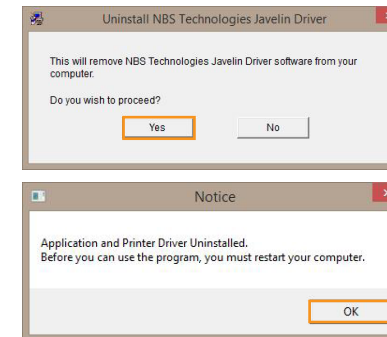 Uninstall NBS Technologies Javelin Driver
This will remove NBS Technologies Javelin Driver software from your
computer.
Do you wish to proceed?
Yes
No
Notice
Application and Printer Driver Uninstalled.
Before you can use the program, you must restart your computer.
OK